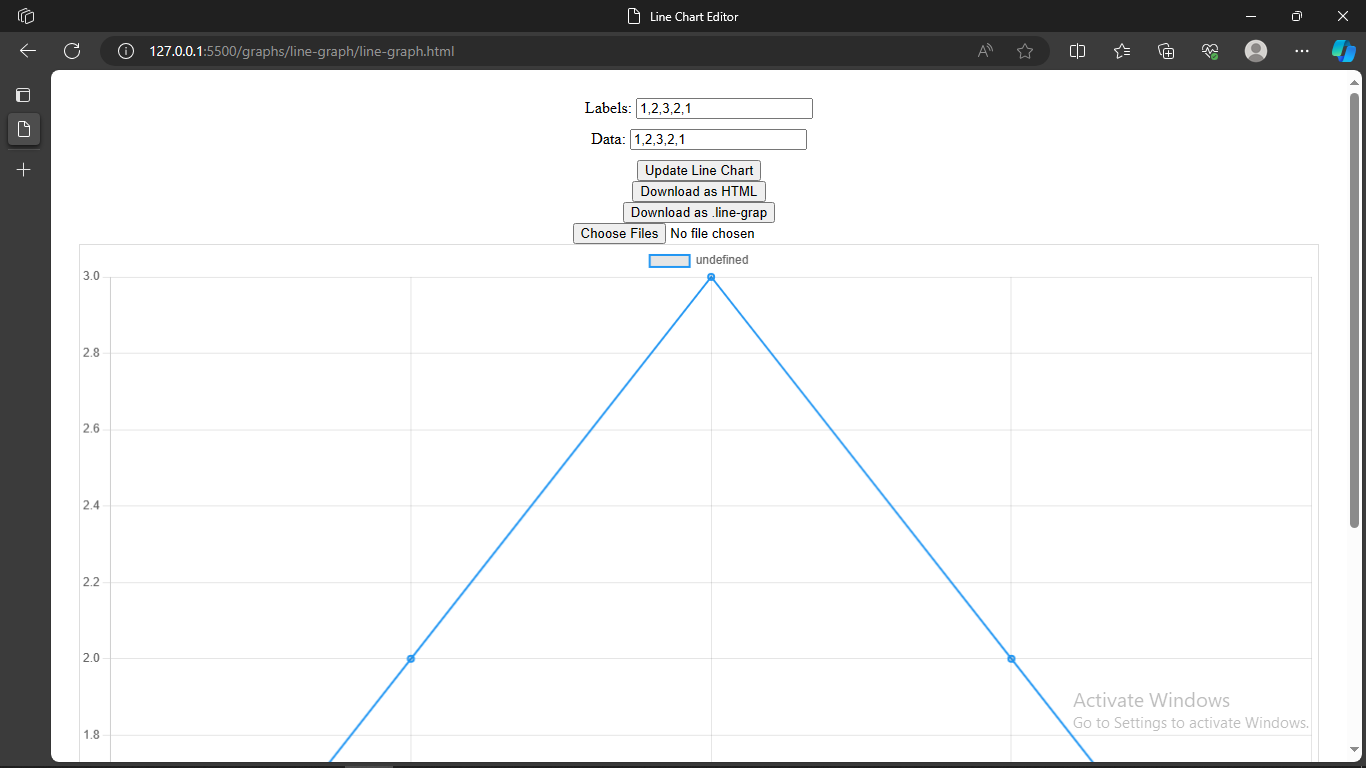 Line Chart Editor
127.0.0.1:5500/graphs/line-graph/line-graph.html
Labels: 1,2,3,2,1
Data: 1,2,3,2,1
Update Line Chart
Download as HTML
Download as .line-grap
Choose Files No file chosen
undefined
3.0
2.8
2.6
2.4
2.2
2.0
1.8
Activate Windows
Go to Settings to activate Windows.